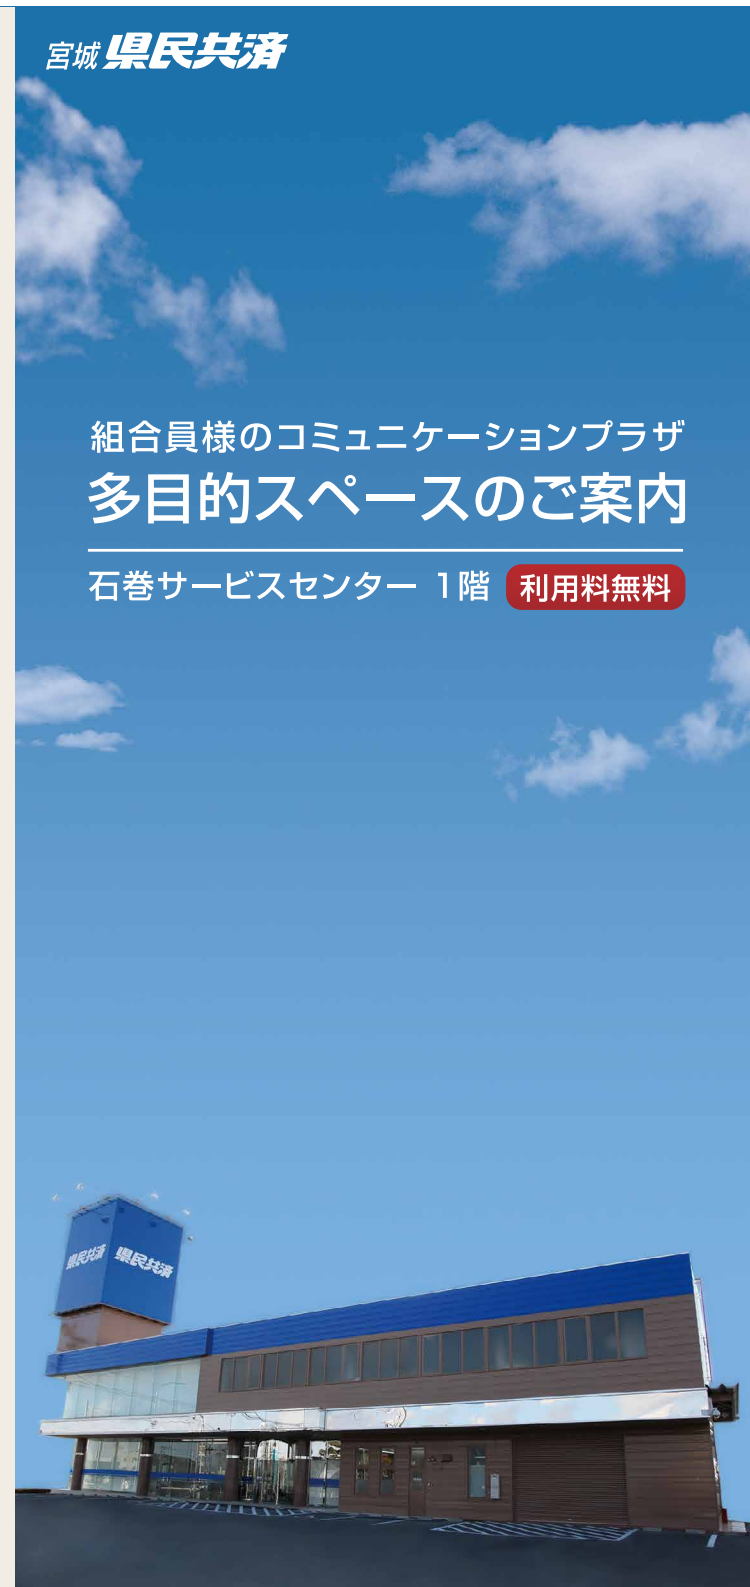 宮城 県民共済
組合員様のコミュニケーションプラザ
多目的スペースのご案内
石巻サービスセンター 1階 利用料無料
県民共済 県民共済